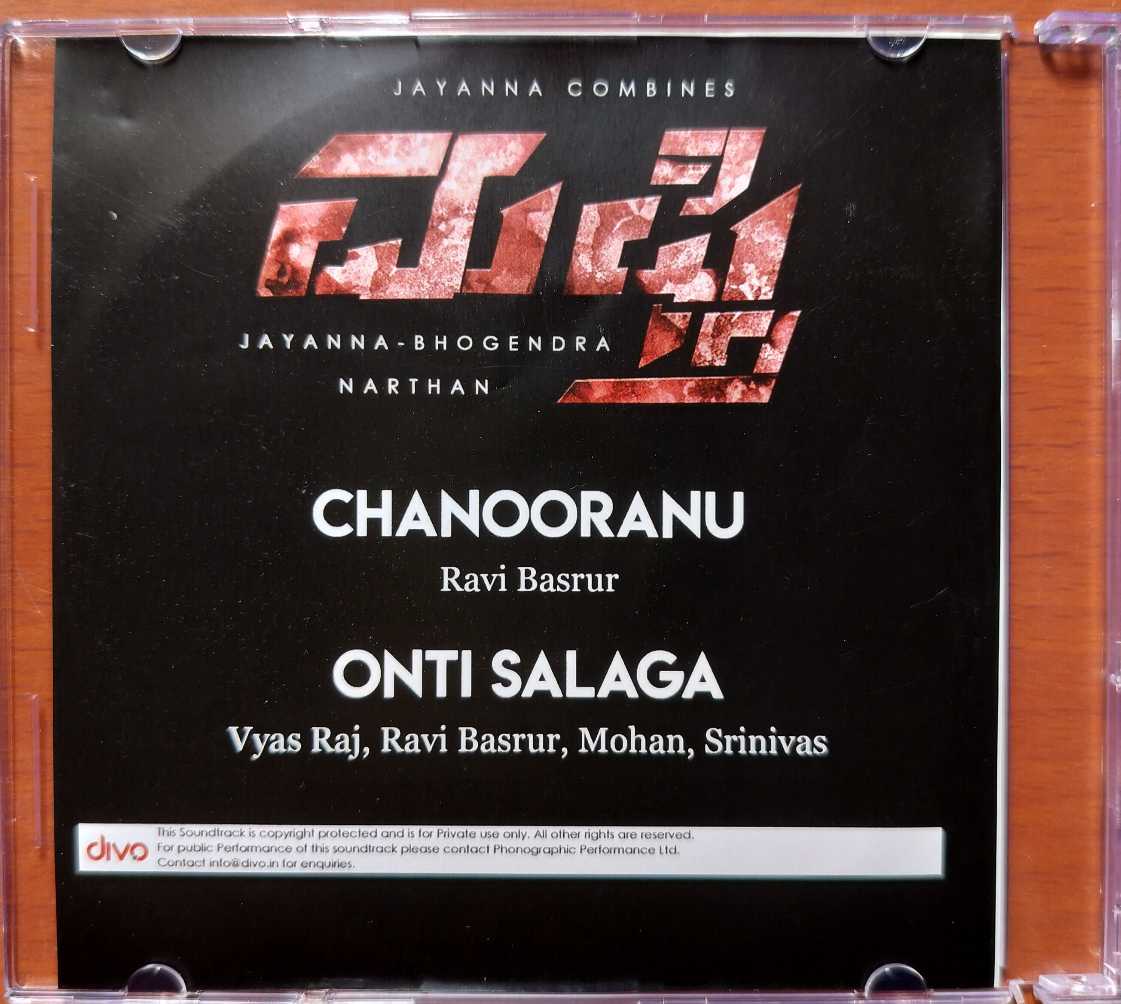 JAYANNA COMBINES
ಮಫ್ತಿ
JAYANNA-BHOGENDRA
NARTHAN
CHANOORANU
Ravi Basrur
ONTI SALAGA
Vyas Raj, Ravi Basrur, Mohan, Srinivas
divo
This Soundtrack is copyright protected and is for Private use only. All other rights are reserved.
For public Performance of this soundtrack please contact Phonographic Performance Ltd.
Contact info@divo.in for enquiries.